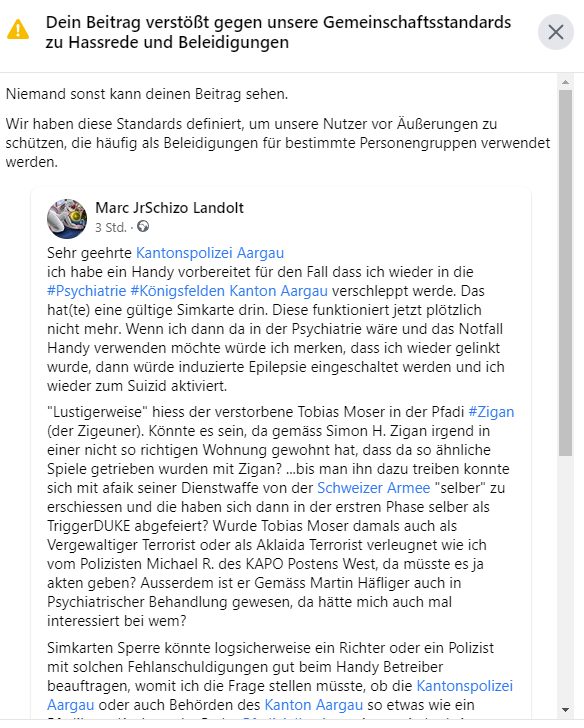 Dein Beitrag verstößt gegen unsere Gemeinschaftsstandards
zu Hassrede und Beleidigungen
Niemand sonst kann deinen Beitrag sehen.
Wir haben diese Standards definiert, um unsere Nutzer vor Äußerungen zu
schützen, die häufig als Beleidigungen für bestimmte Personengruppen verwendet
werden.
Marc JrSchizo Landolt
3 Std. ·
Sehr geehrte Kantonspolizei Aargau
ich habe ein Handy vorbereitet für den Fall dass ich wieder in die
#Psychiatrie #Königsfelden Kanton Aargau verschleppt werde. Das
hat(te) eine gültige Simkarte drin. Diese funktioniert jetzt plötzlich
nicht mehr. Wenn ich dann da in der Psychiatrie wäre und das Notfall
Handy verwenden möchte würde ich merken, dass ich wieder gelinkt
wurde, dann würde induzierte Epilepsie eingeschaltet werden und ich
wieder zum Suizid aktiviert.
"Lustigerweise" hiess der verstorbene Tobias Moser in der Pfadi #Zigan
(der Zigeuner). Könnte es sein, da gemäss Simon H. Zigan irgend in
einer nicht so richtigen Wohnung gewohnt hat, dass da so ähnliche
Spiele getrieben wurden mit Zigan? ...bis man ihn dazu treiben konnte
sich mit afaik seiner Dienstwaffe von der Schweizer Armee "selber" zu
erschiessen und die haben sich dann in der erstren Phase selber als
TriggerDUKE abgefeiert? Wurde Tobias Moser damals auch als
Vergewaltiger Terrorist oder als Aklaida Terrorist verleugnet wie ich
vom Polizisten Michael R. des KAPO Postens West, da müsste es ja
akten geben? Ausserdem ist er Gemäss Martin Häfliger auch in
Psychiatrischer Behandlung gewesen, da hätte mich auch mal
interessiert bei wem?
Simkarten Sperre könnte logsicherweise ein Richter oder ein Polizist
mit solchen Fehlanschuldigungen gut beim Handy Betreiber
beauftragen, womit ich die Frage stellen müsste, ob die Kantonspolizei
Aargau oder auch Behörden des Kanton Aargau so etwas wie ein